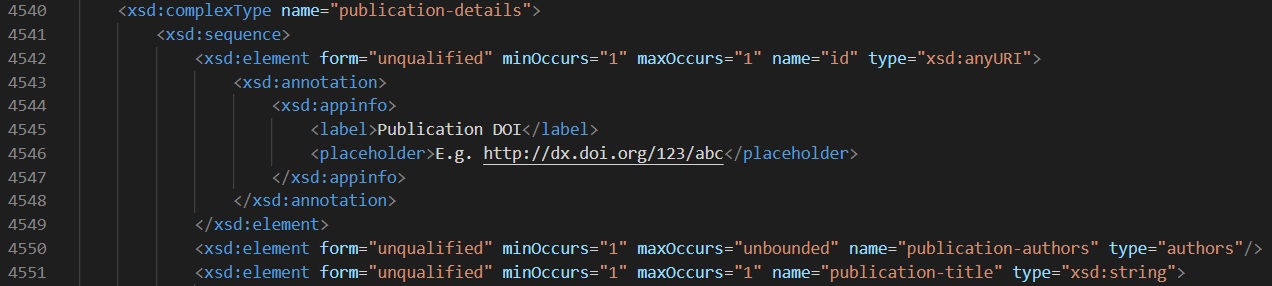 4540 <xsd:complexType name="publication-details">
4541 <xsd:sequence>
4542 <xsd:element form="unqualified" minOccurs="1" maxOccurs="1" name="id" type="xsd:anyURI">
4543 <xsd:annotation>
4544 <xsd:appinfo>
4545 <label>Publication DOI</label>
4546 <placeholder>E.g. http://dx.doi.org/123/abc</placeholder>
4547 </xsd:appinfo>
4548 </xsd:annotation>
4549 </xsd:element>
4550 <xsd:element form="unqualified" minOccurs="1" maxOccurs="unbounded" name="publication-authors" type="authors"/>
4551 <xsd:element form="unqualified" minOccurs="1" maxOccurs="1" name="publication-title" type="xsd:string">